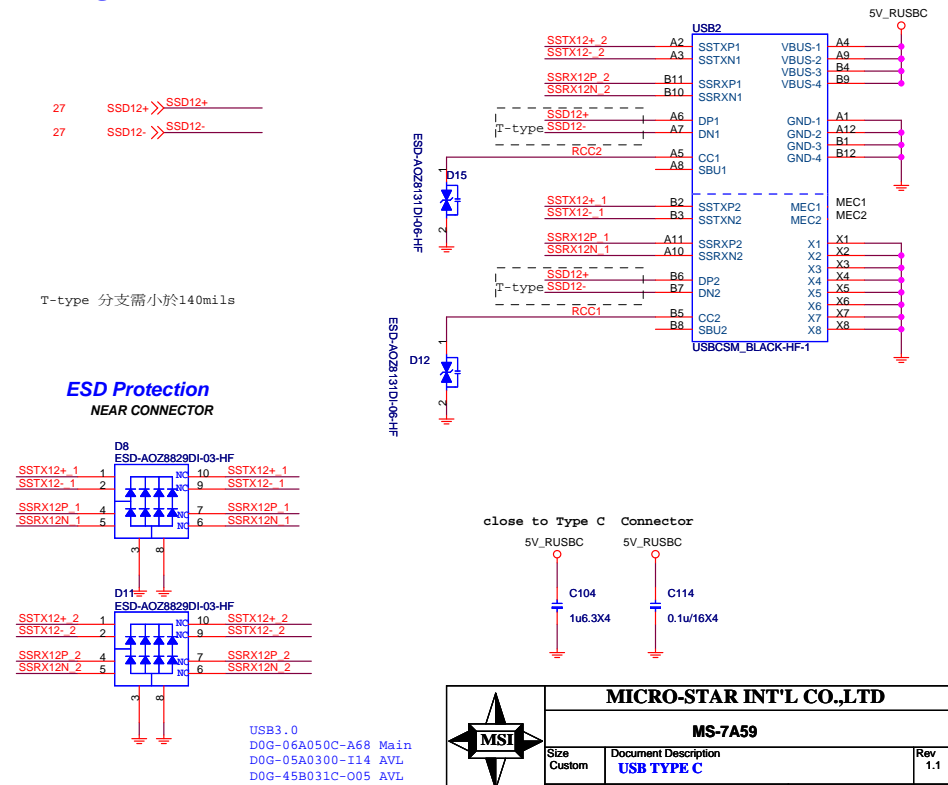 5V_RUSBC
USB2
SSTX12+_2 A2 SSTXP1 VBUS-1 A4
SSTX12-_2 A3 SSTXN1 VBUS-2 A9
VBUS-3 B4
SSRX12P_2 B11 SSRXP1 VBUS-4 B9
SSRX12N_2 B10 SSRXN1
27 SSD12+ SSD12+
27 SSD12- SSD12-
T-type
SSD12+ A6 DP1 GND-1 A1
SSD12- A7 DN1 GND-2 A12
GND-3 B1
RCC2 A5 CC1 GND-4 B12
A8 SBU1
ESD-AOZ8131DI-06-HF
1
D15
2
SSTX12+_1 B2 SSTXP2 MEC1 MEC1
SSTX12-_1 B3 SSTXN2 MEC2 MEC2
SSRX12P_1 A11 SSRXP2 X1 X1
SSRX12N_1 A10 SSRXN2 X2 X2
X3 X3
T-type
SSD12+ B6 DP2 X4 X4
SSD12- B7 DN2 X5 X5
X6 X6
RCC1 B5 CC2 X7 X7
B8 SBU2 X8 X8
USBCSM_BLACK-HF-1
T-type 分支需小於140mils
ESD-AOZ8131DI-06-HF
1
D12
2
ESD Protection
NEAR CONNECTOR
D8
ESD-AOZ8829DI-03-HF
SSTX12+_1 1 NC 10 SSTX12+_1
SSTX12-_1 2 NC 9 SSTX12-_1
SSRX12P_1 4 NC 7 SSRX12P_1
SSRX12N_1 5 NC 6 SSRX12N_1
3 8
D11
ESD-AOZ8829DI-03-HF
SSTX12+_2 1 NC 10 SSTX12+_2
SSTX12-_2 2 NC 9 SSTX12-_2
SSRX12P_2 4 NC 7 SSRX12P_2
SSRX12N_2 5 NC 6 SSRX12N_2
3 8
close to Type C Connector
5V_RUSBC 5V_RUSBC
C104 C114
1u6.3X4 0.1u/16X4
USB3.0
D0G-06A050C-A68 Main
D0G-05A0300-I14 AVL
D0G-45B031C-O05 AVL
MSI
MICRO-STAR INT'L CO.,LTD
MS-7A59
Size Document Description Rev
Custom USB TYPE C 1.1